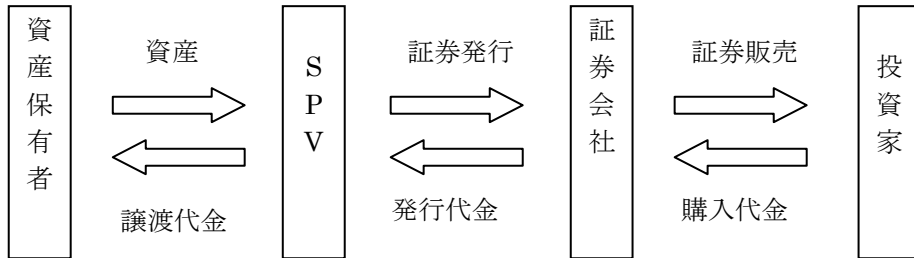 資産保有者
資産
譲渡代金
SPV
証券発行
発行代金
証券会社
証券販売
購入代金
投資家